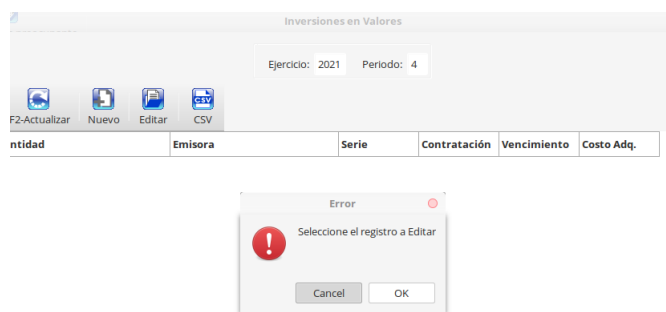 Inversiones en Valores
Ejercicio: 2021 Periodo: 4
CSV
F2-Actualizar Nuevo Editar CSV
ntidad Emisora Serie Contratación Vencimiento Costo Adq.
Error
Seleccione el registro a Editar
Cancel OK